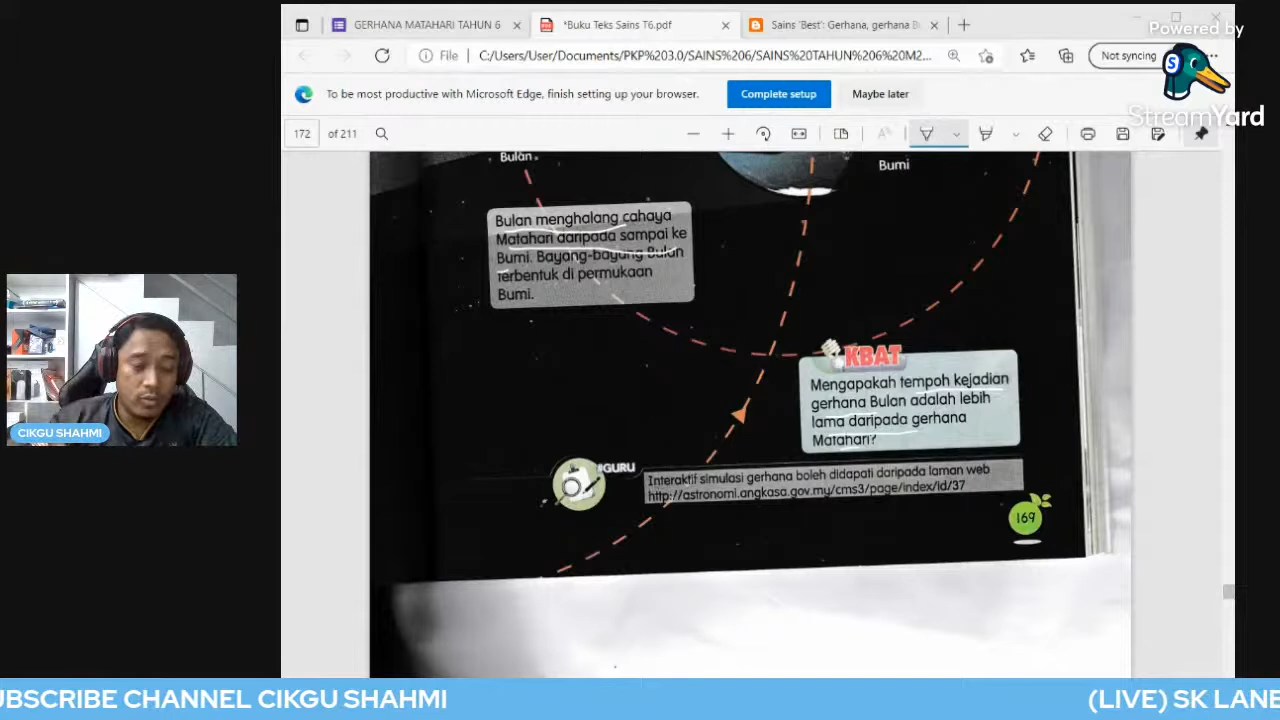 GERHANA MATAHARI TAHUN 6
*Buku Teks Sains T6.pdf
Sains 'Best': Gerhana, gerhana B
Powered by
File
C:/Users/User/Documents/PKP%203.0/SAINS%206/SAINS%20TAHUN%206%20M2...
Not syncing
S
StreamYard
To be most productive with Microsoft Edge, finish setting up your browser.
Complete setup
Maybe later
172 of 211
Bulan
Bumi
Bulan menghalang cahaya
Matahari daripada sampai ke
Bumi. Bayang-bayang Bulan
terbentuk di permukaan
Bumi.
KBAT
Mengapakah tempoh kejadian
gerhana Bulan adalah lebih
lama daripada gerhana
Matahari?
GURU
Interaktif simulasi gerhana boleh didapati daripada laman web
http://astronomi.angkasa.gov.my/cms3/page/index/id/37
169
CIKGU SHAHMI
UBSCRIBE CHANNEL CIKGU SHAHMI
(LIVE) SK LANE